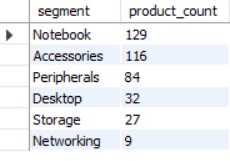 segment product_count
Notebook 129
Accessories 116
Peripherals 84
Desktop 32
Storage 27
Networking 9